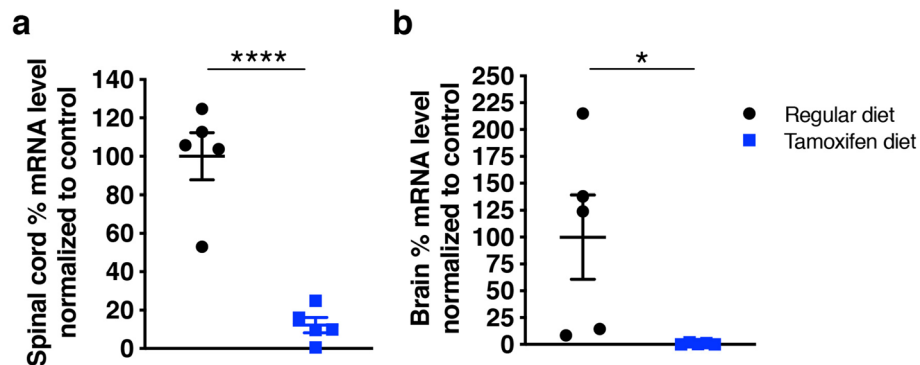 a
****
Spinal cord % mRNA level
normalized to control
140
120
100
80
60
40
20
0
b
*
Brain % mRNA level
normalized to control
250
225
200
175
150
125
100
75
50
25
0
Regular diet
Tamoxifen diet